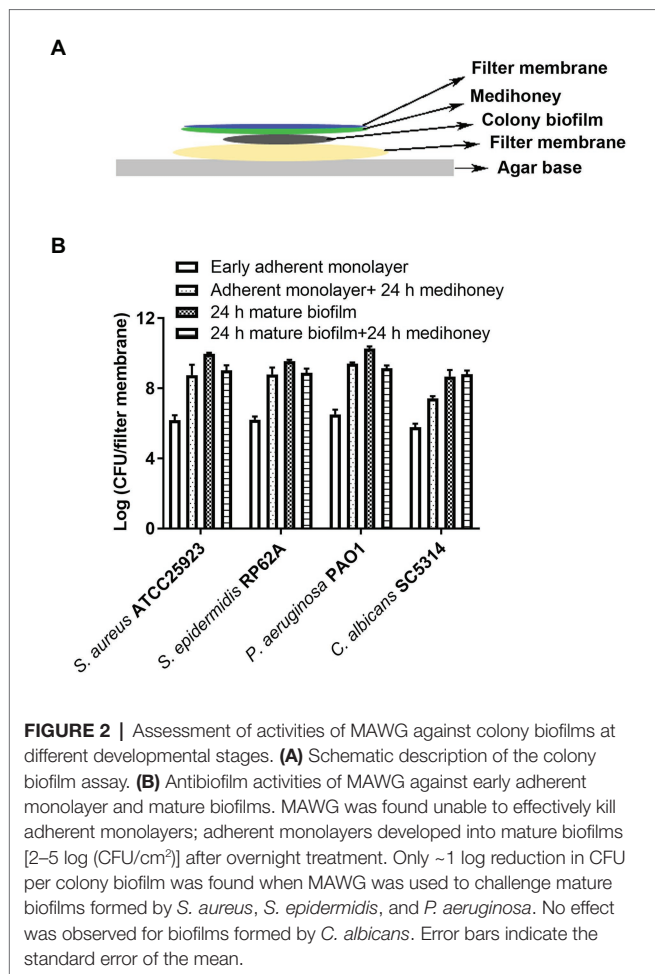 A
Filter membrane
Medihoney
Colony biofilm
Filter membrane
Agar base
B
Early adherent monolayer
Adherent monolayer+ 24 h medihoney
24 h mature biofilm
24 h mature biofilm+24 h medihoney
Log (CFU/filter membrane)
12
8
4
0
S. aureus ATCC25923
S. epidermidis RP62A
P. aeruginosa PAO1
C. albicans SC5314
FIGURE 2 | Assessment of activities of MAWG against colony biofilms at
different developmental stages. (A) Schematic description of the colony
biofilm assay. (B) Antibiofilm activities of MAWG against early adherent
monolayer and mature biofilms. MAWG was found unable to effectively kill
adherent monolayers; adherent monolayers developed into mature biofilms
[2–5 log (CFU/cm²)] after overnight treatment. Only ~1 log reduction in CFU
per colony biofilm was found when MAWG was used to challenge mature
biofilms formed by S. aureus, S. epidermidis, and P. aeruginosa. No effect
was observed for biofilms formed by C. albicans. Error bars indicate the
standard error of the mean.